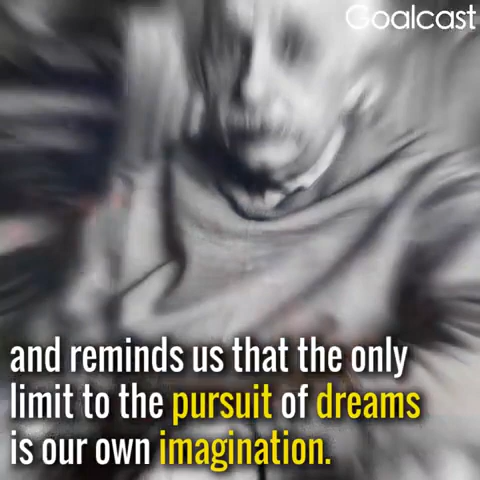 Goalcast
and reminds us that the only
limit to the pursuit of dreams
is our own imagination.